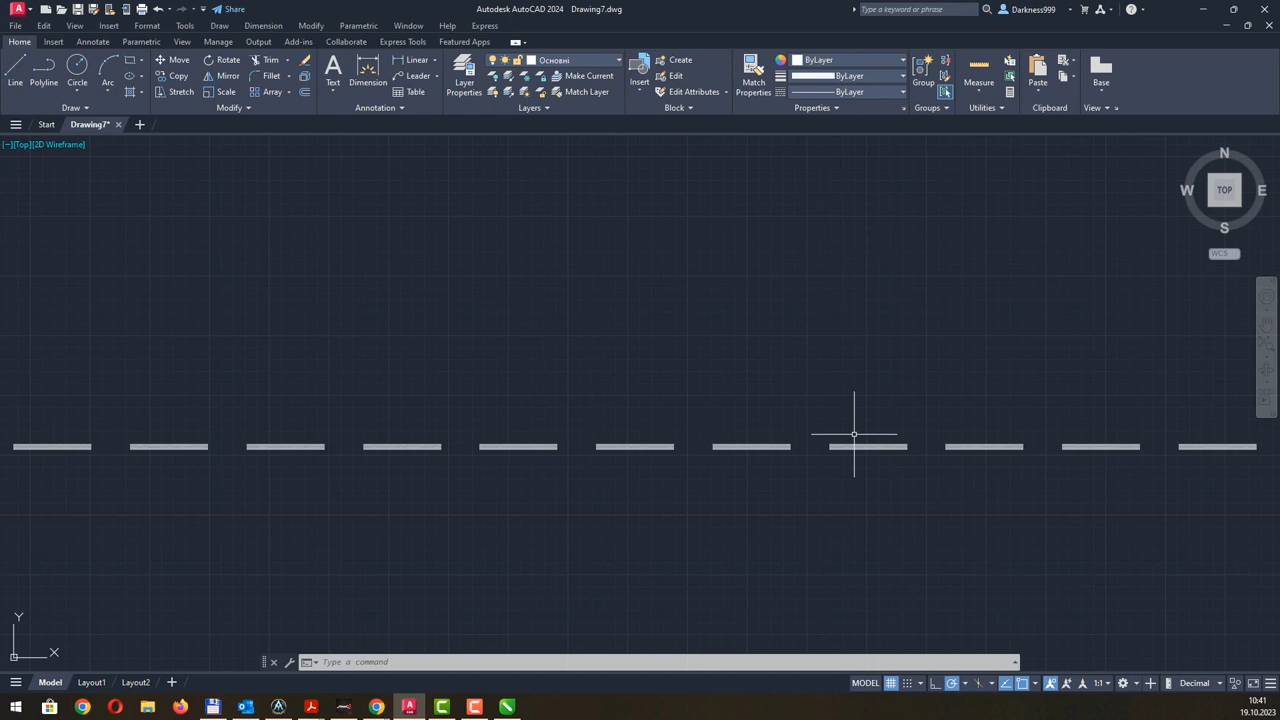 CAD
Share
Autodesk AutoCAD 2024 Drawing7.dwg
Type a keyword or phrase
Darkness999
File Edit View Insert Format Tools Draw Dimension Modify Parametric Window Help Express
Home Insert Annotate Parametric View Manage Output Add-ins Collaborate Express Tools Featured Apps
Line Polyline Circle Arc
Draw
Move Rotate Trim
Copy Mirror Fillet
Stretch Scale Array
Modify
Text Dimension
Linear
Leader
Table
Annotation
Layer Properties
Основні
Make Current
Match Layer
Layers
Insert
Create
Edit
Edit Attributes
Block
Match Properties
ByLayer
ByLayer
ByLayer
Properties
Group
Groups
Measure
Utilities
Paste
Clipboard
Base
View
Start Drawing7*
[−][Top][2D Wireframe]
N
W TOP E
S
WCS
Y
X
Type a command
Model Layout1 Layout2
MODEL
1:1
Decimal
10:41
19.10.2023